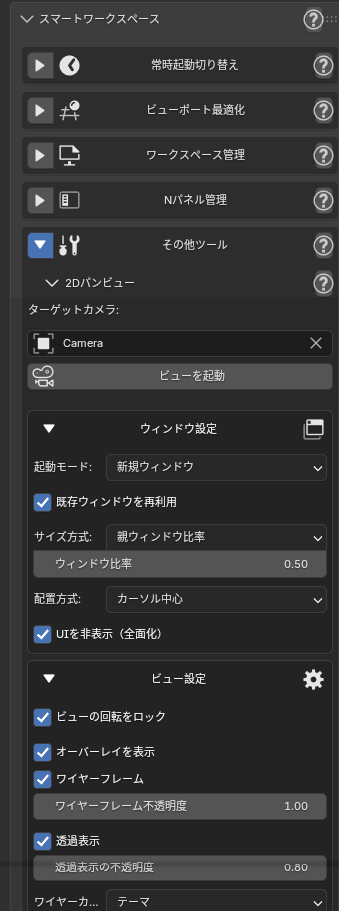 スマートワークスペース
常時起動切り替え
ビューポート最適化
ワークスペース管理
Nパネル管理
その他ツール
2Dパンビュー
ターゲットカメラ:
Camera
ビューを起動
ウィンドウ設定
起動モード: 新規ウィンドウ
既存ウィンドウを再利用
サイズ方式: 親ウィンドウ比率
ウィンドウ比率 0.50
配置方式: カーソル中心
UIを非表示（全面化）
ビュー設定
ビューの回転をロック
オーバーレイを表示
ワイヤーフレーム
ワイヤーフレーム不透明度 1.00
透過表示
透過表示の不透明度 0.80
ワイヤーカ... テーマ